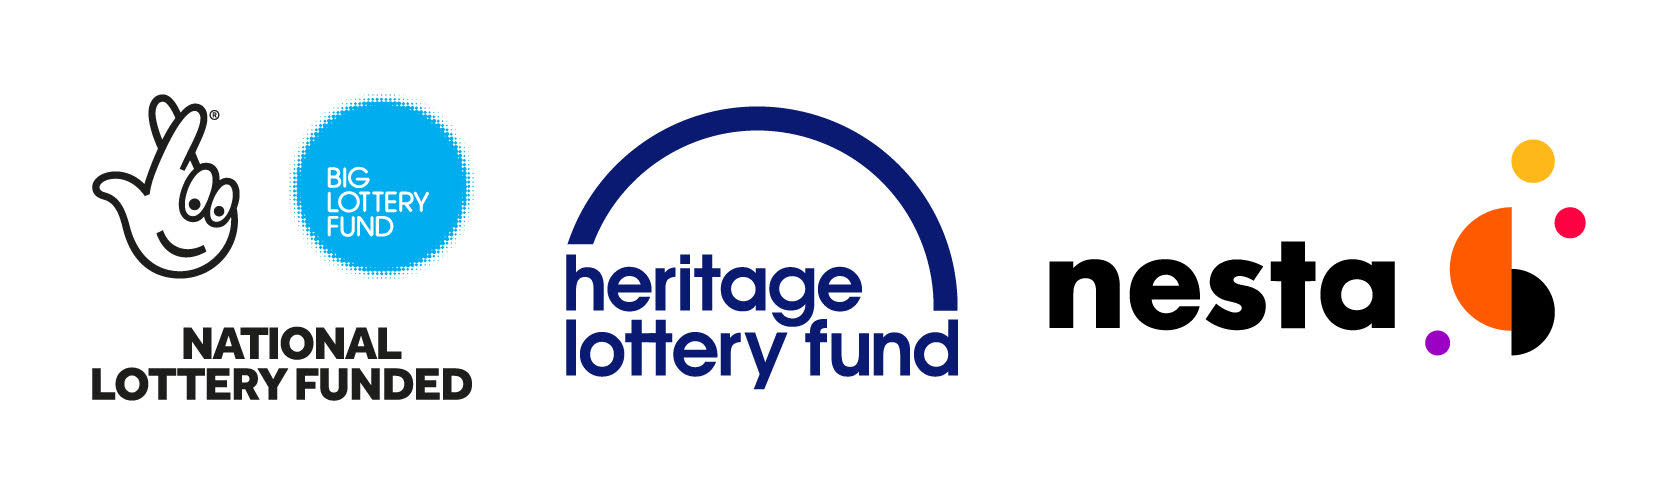 ®
BIG
LOTTERY
FUND
NATIONAL
LOTTERY FUNDED
heritage
lottery fund
nesta